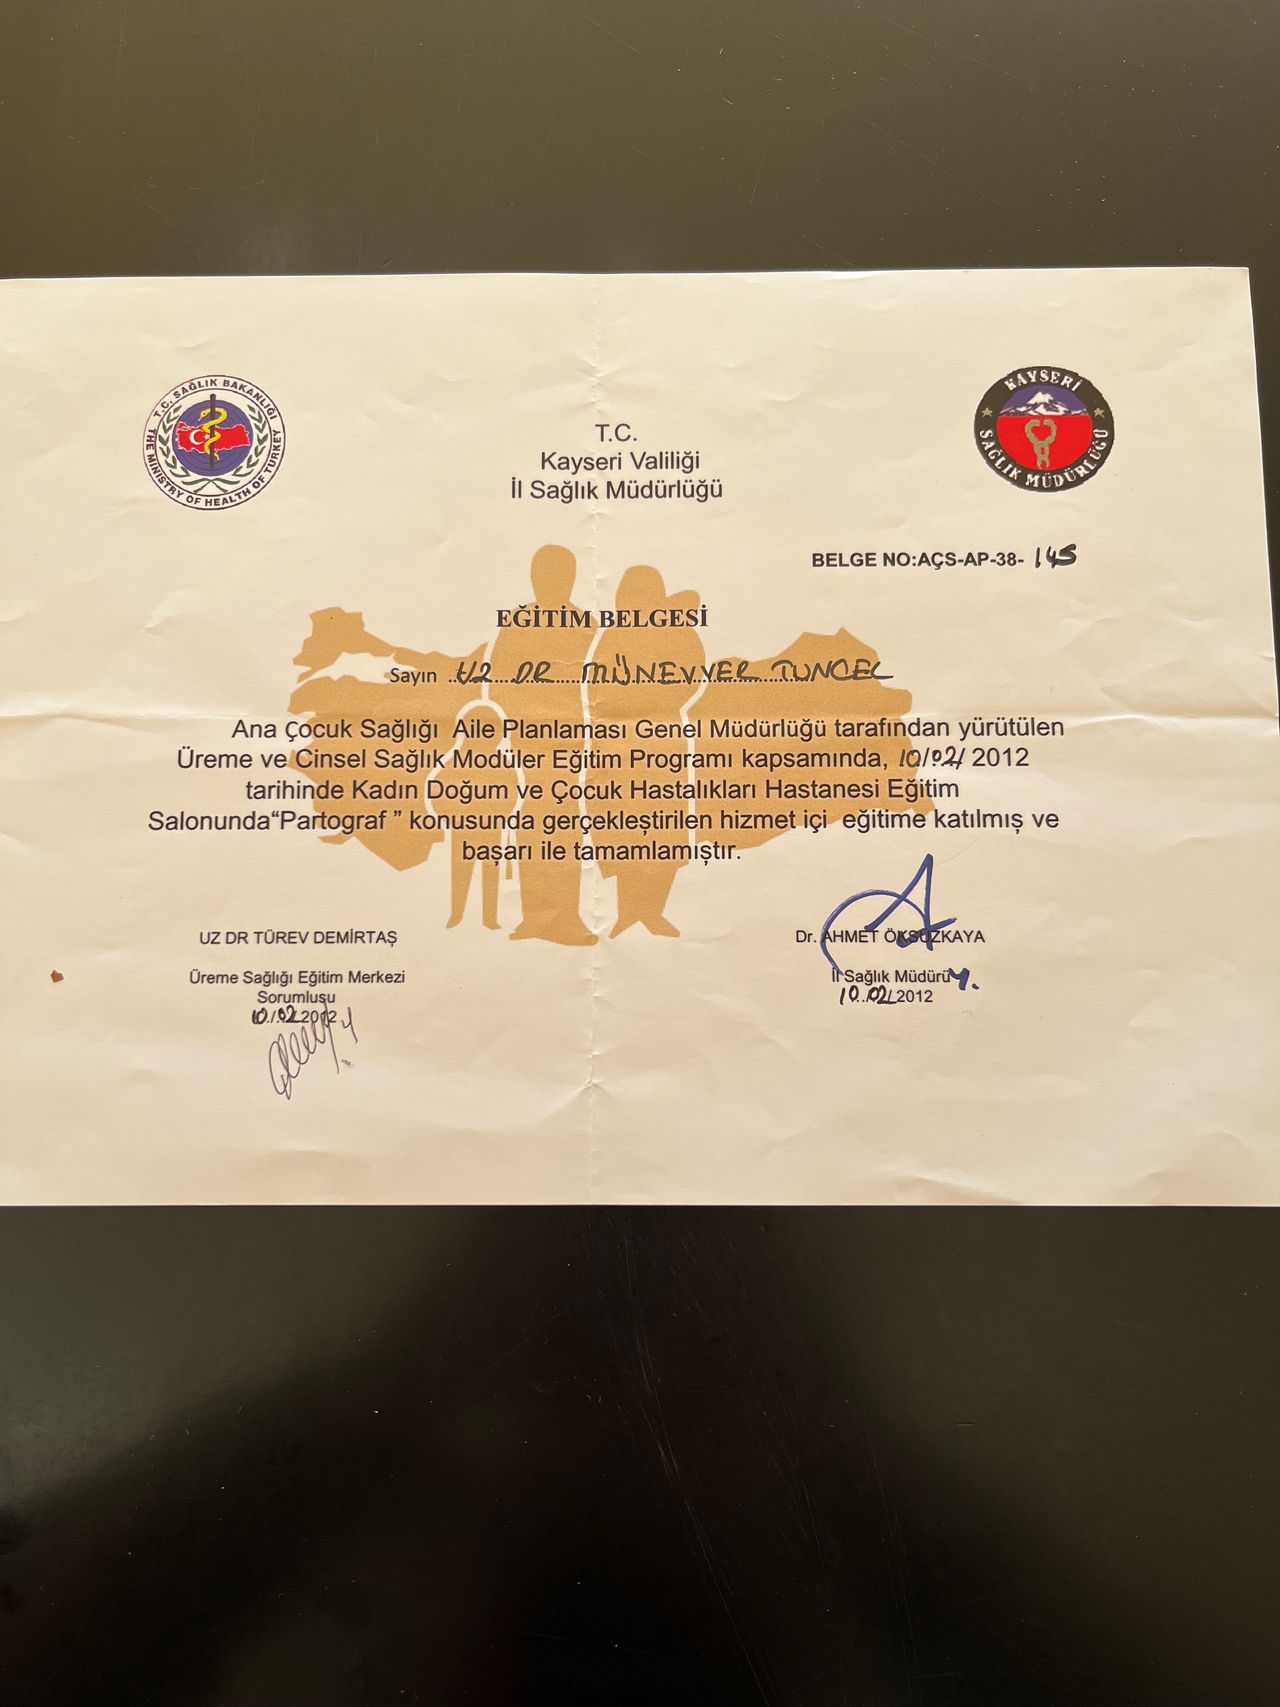 T.C. SAĞLIK BAKANLIĞI
THE MINISTRY OF HEALTH OF TURKEY
KAYSERİ
SAĞLIK MÜDÜRLÜĞÜ
T.C.
Kayseri Valiliği
İl Sağlık Müdürlüğü
BELGE NO:AÇS-AP-38- 145
EĞİTİM BELGESİ
Sayın UZ DR MÜNEVVER TUNCEL
Ana Çocuk Sağlığı Aile Planlaması Genel Müdürlüğü tarafından yürütülen
Üreme ve Cinsel Sağlık Modüler Eğitim Programı kapsamında, 10/02/ 2012
tarihinde Kadın Doğum ve Çocuk Hastalıkları Hastanesi Eğitim
Salonunda“Partograf ” konusunda gerçekleştirilen hizmet içi eğitime katılmış ve
başarı ile tamamlamıştır.
UZ DR TÜREV DEMİRTAŞ
Üreme Sağlığı Eğitim Merkezi
Sorumlusu
10./.02/2012
Dr. AHMET ÖKSÜZKAYA
İl Sağlık Müdürü
10..02/2012